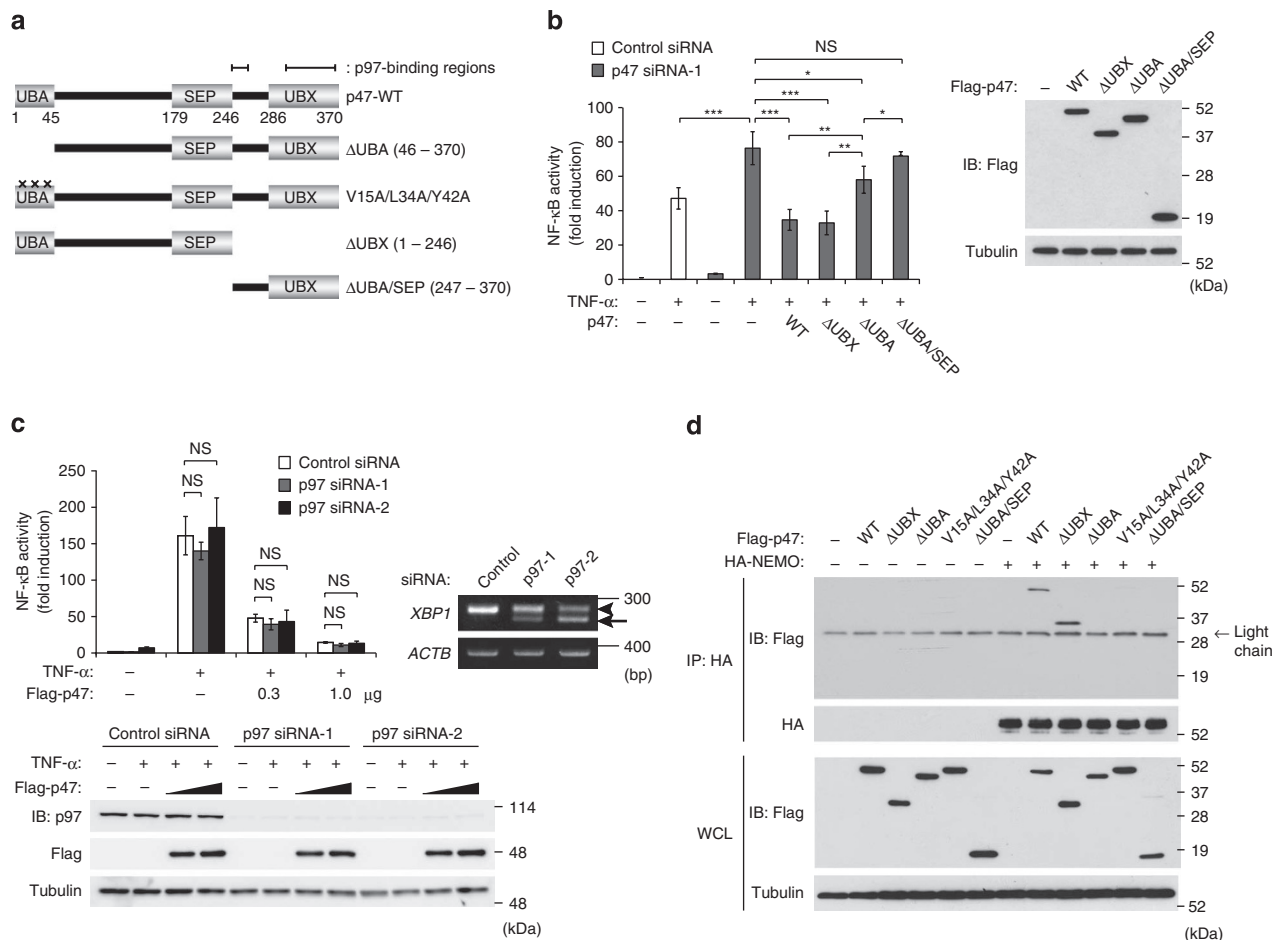 a
: p97-binding regions
UBA SEP UBX p47-WT
1 45 179 246 286 370
SEP UBX ΔUBA (46 – 370)
××× 
UBA SEP UBX V15A/L34A/Y42A
UBA SEP ΔUBX (1 – 246)
UBX ΔUBA/SEP (247 – 370)
b
Control siRNA
p47 siRNA-1
NS
*
***
*** *** ** *
**
NF-κB activity
(fold induction)
100
80
60
40
20
0
TNF-α: – + – + + + + +
p47: – – – – WT ΔUBX ΔUBA ΔUBA/SEP
Flag-p47: – WT ΔUBX ΔUBA ΔUBA/SEP
IB: Flag
52
37
28
19
Tubulin
52
(kDa)
c
Control siRNA
p97 siRNA-1
p97 siRNA-2
NS
NS
NS
NS
NS
NS
NF-κB activity
(fold induction)
250
200
150
100
50
0
TNF-α: – + + +
Flag-p47: – – 0.3 1.0 μg
siRNA: Control p97-1 p97-2
XBP1
300
ACTB
400
(bp)
Control siRNA p97 siRNA-1 p97 siRNA-2
TNF-α: – + + + – + + + – + + +
Flag-p47: – – – – – –
IB: p97 114
Flag 48
Tubulin
48
(kDa)
d
Flag-p47: – WT ΔUBX ΔUBA V15A/L34A/Y42A ΔUBA/SEP – WT ΔUBX ΔUBA V15A/L34A/Y42A ΔUBA/SEP
HA-NEMO: – – – – – – + + + + + +
IP: HA
IB: Flag
52
37
28
19
← Light
chain
HA
52
WCL
IB: Flag
52
37
28
19
Tubulin
52
(kDa)